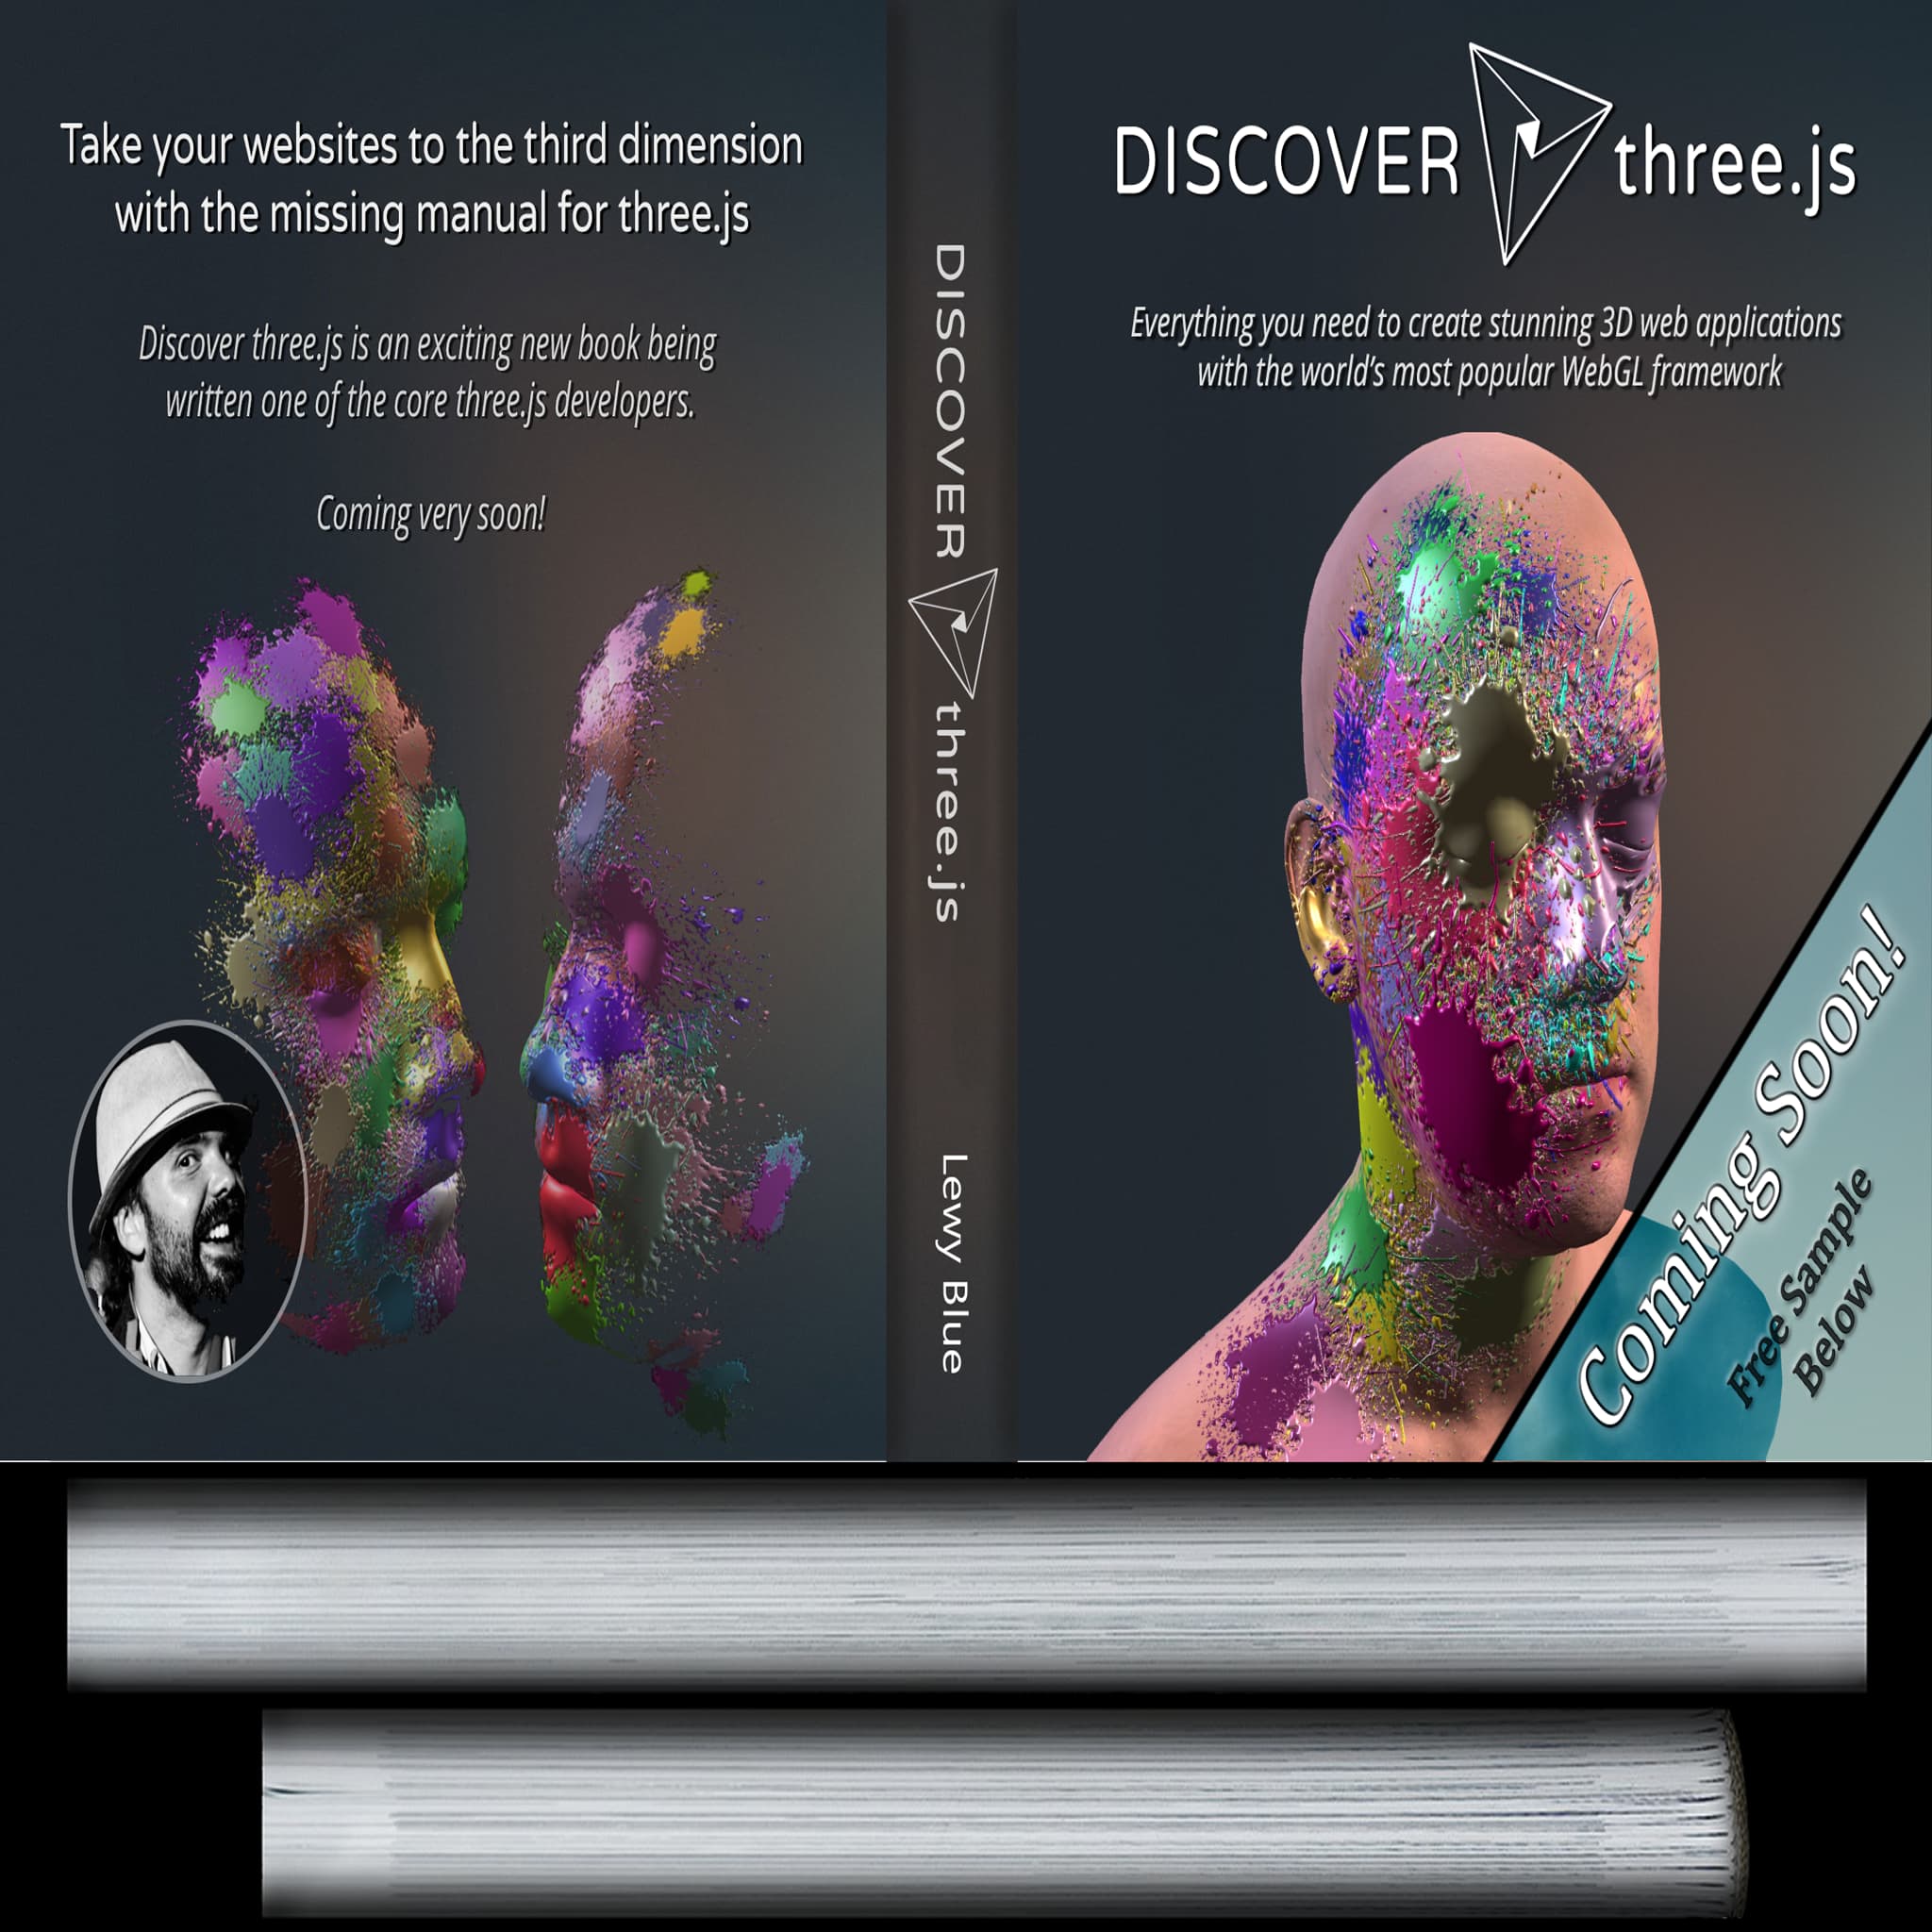 Take your websites to the third dimension
with the missing manual for three.js
Discover three.js is an exciting new book being
written one of the core three.js developers.
Coming very soon!
DISCOVER three.js
Lewy Blue
DISCOVER three.js
Everything you need to create stunning 3D web applications
with the world’s most popular WebGL framework
Coming Soon!
Free Sample
Below